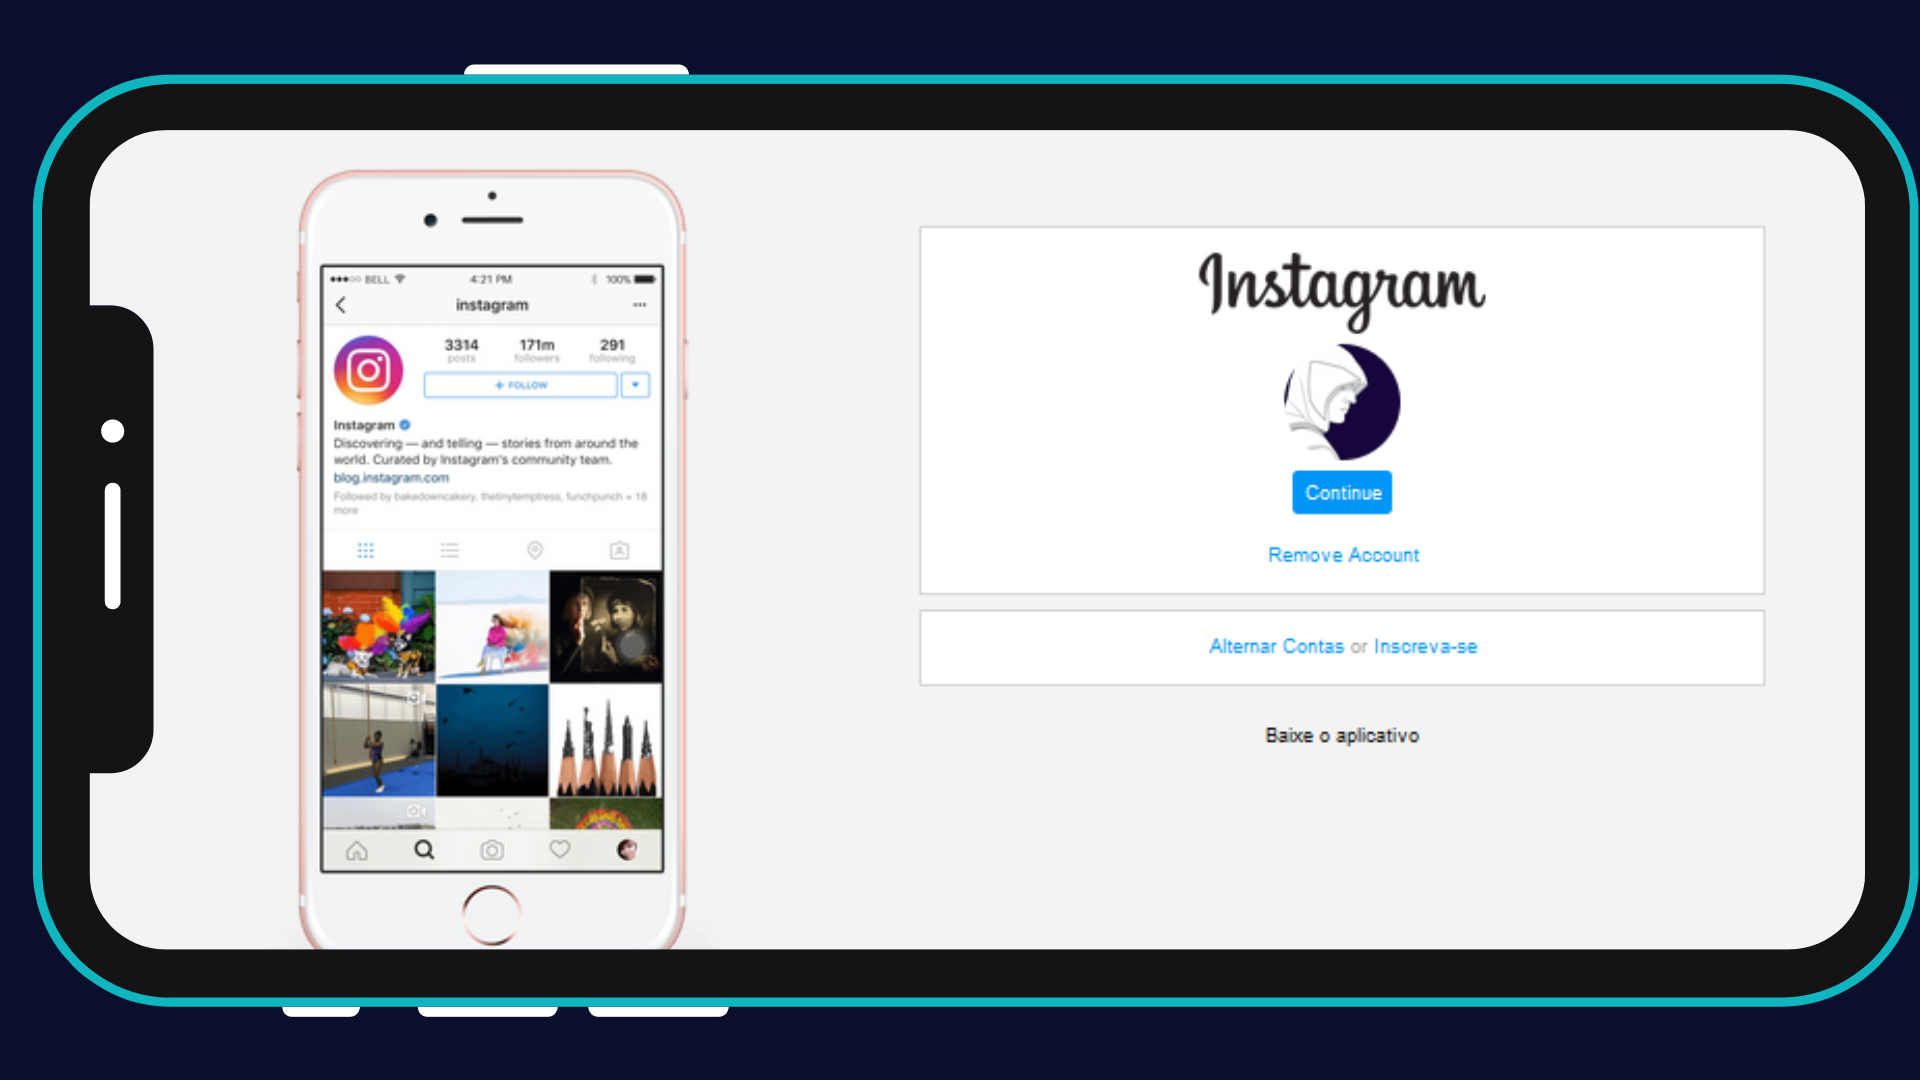 BELL 4:21 PM 100%
instagram
3314 171m 291
posts followers following
+ FOLLOW
Instagram
Discovering — and telling — stories from around the
world. Curated by Instagram's community team.
blog.instagram.com
Followed by bakedowncakery, thetinytemptress, funchpunch + 18
more
Instagram
Continue
Remove Account
Alternar Contas or Inscreva-se
Baixe o aplicativo